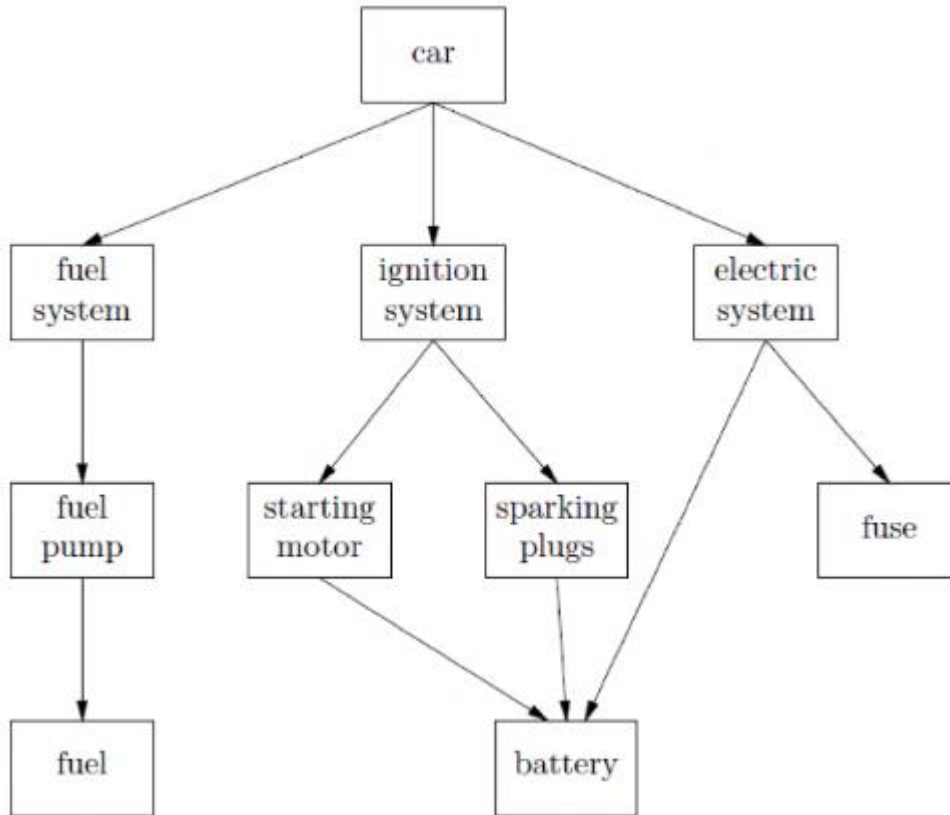 car
fuel
system
ignition
system
electric
system
fuel
pump
starting
motor
sparking
plugs
fuse
fuel
battery